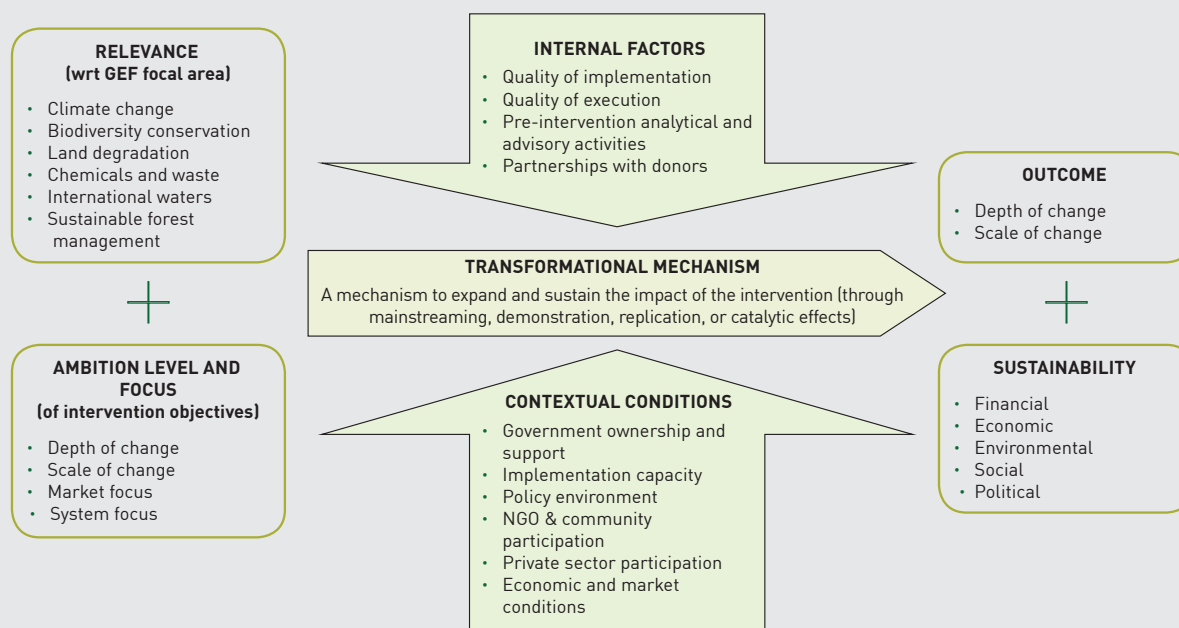 RELEVANCE
(wrt GEF focal area)
• Climate change
• Biodiversity conservation
• Land degradation
• Chemicals and waste
• International waters
• Sustainable forest
management
AMBITION LEVEL AND
FOCUS
(of intervention objectives)
• Depth of change
• Scale of change
• Market focus
• System focus
INTERNAL FACTORS
• Quality of implementation
• Quality of execution
• Pre-intervention analytical and
advisory activities
• Partnerships with donors
TRANSFORMATIONAL MECHANISM
A mechanism to expand and sustain the impact of the intervention (through
mainstreaming, demonstration, replication, or catalytic effects)
CONTEXTUAL CONDITIONS
• Government ownership and
support
• Implementation capacity
• Policy environment
• NGO & community
participation
• Private sector participation
• Economic and market
conditions
OUTCOME
• Depth of change
• Scale of change
SUSTAINABILITY
• Financial
• Economic
• Environmental
• Social
• Political